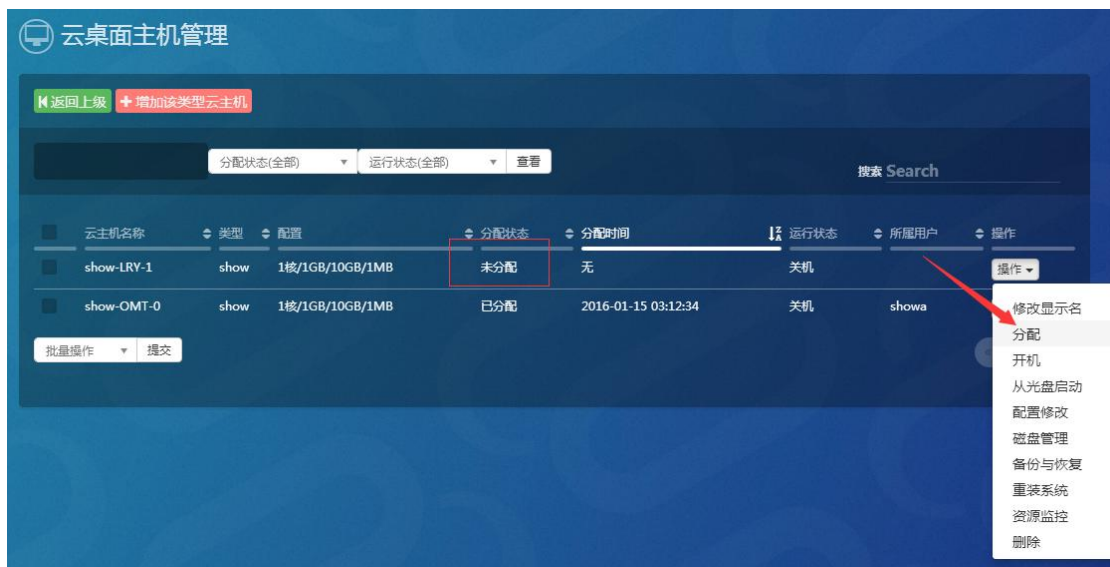 云桌面主机管理
返回上级 增加该类型云主机
分配状态(全部) 运行状态(全部) 查看
搜索 Search
云主机名称 类型 配置 分配状态 分配时间 运行状态 所属用户 操作
show-LRY-1 show 1核/1GB/10GB/1MB 未分配 无 关机 操作
show-OMT-0 show 1核/1GB/10GB/1MB 已分配 2016-01-15 03:12:34 关机 showa
批量操作 提交
修改显示名
分配
开机
从光盘启动
配置修改
磁盘管理
备份与恢复
重装系统
资源监控
删除